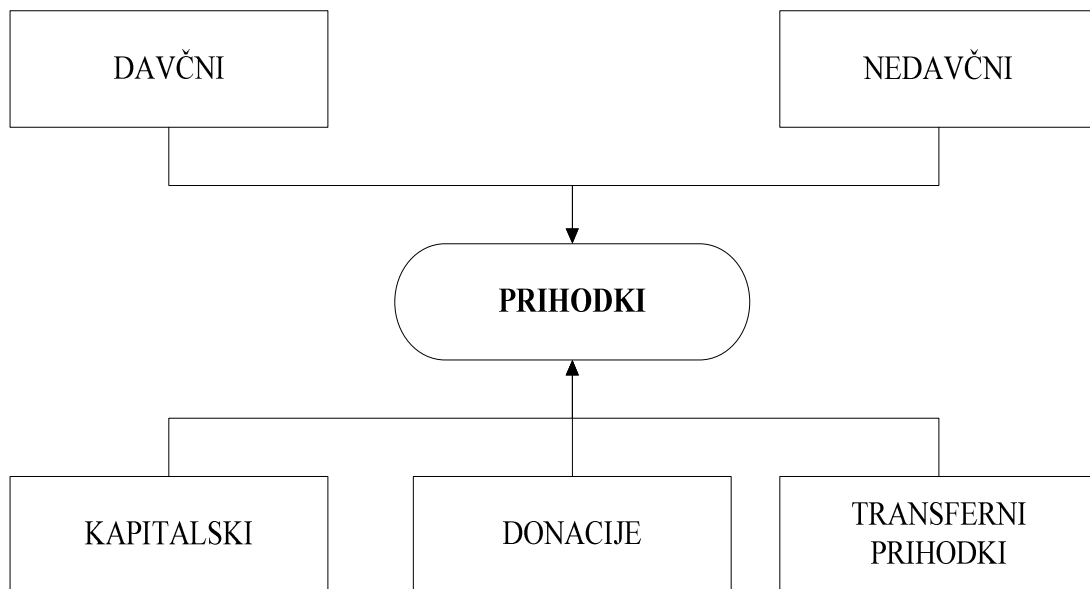 DAVČNI
NEDAVČNI
PRIHODKI
KAPITALSKI
DONACIJE
TRANSFERNI
PRIHODKI